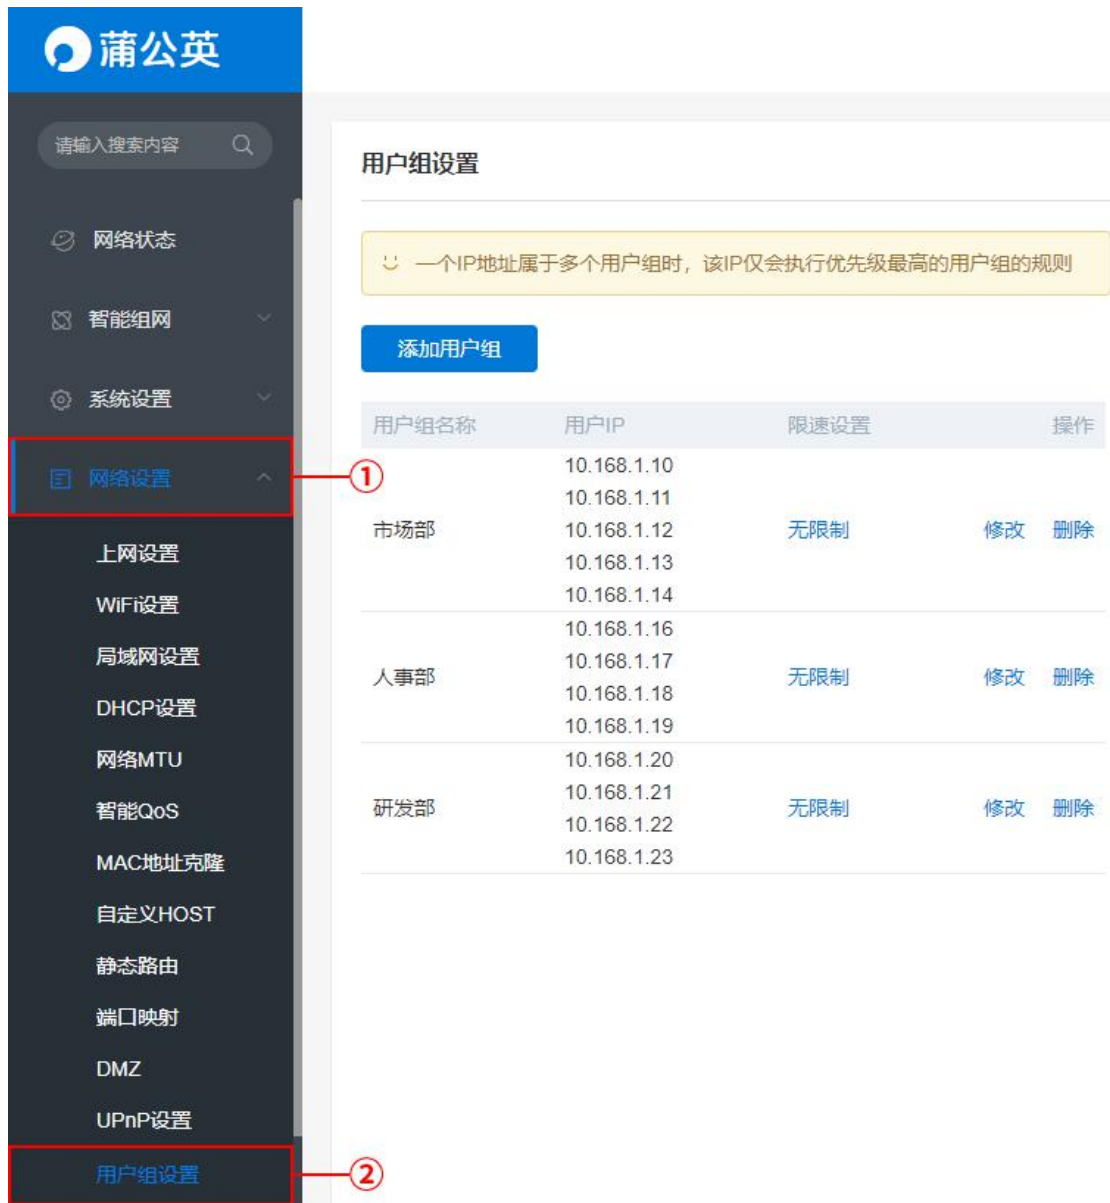 蒲公英
请输入搜索内容
网络状态
智能组网
系统设置
网络设置
①
上网设置
WiFi设置
局域网设置
DHCP设置
网络MTU
智能QoS
MAC地址克隆
自定义HOST
静态路由
端口映射
DMZ
UPnP设置
用户组设置
②
用户组设置
一个IP地址属于多个用户组时，该IP仅会执行优先级最高的用户组的规则
添加用户组
用户组名称 用户IP 限速设置 操作
10.168.1.10
10.168.1.11
市场部 10.168.1.12 无限制 修改 删除
10.168.1.13
10.168.1.14
10.168.1.16
10.168.1.17
人事部 无限制 修改 删除
10.168.1.18
10.168.1.19
10.168.1.20
10.168.1.21
研发部 无限制 修改 删除
10.168.1.22
10.168.1.23